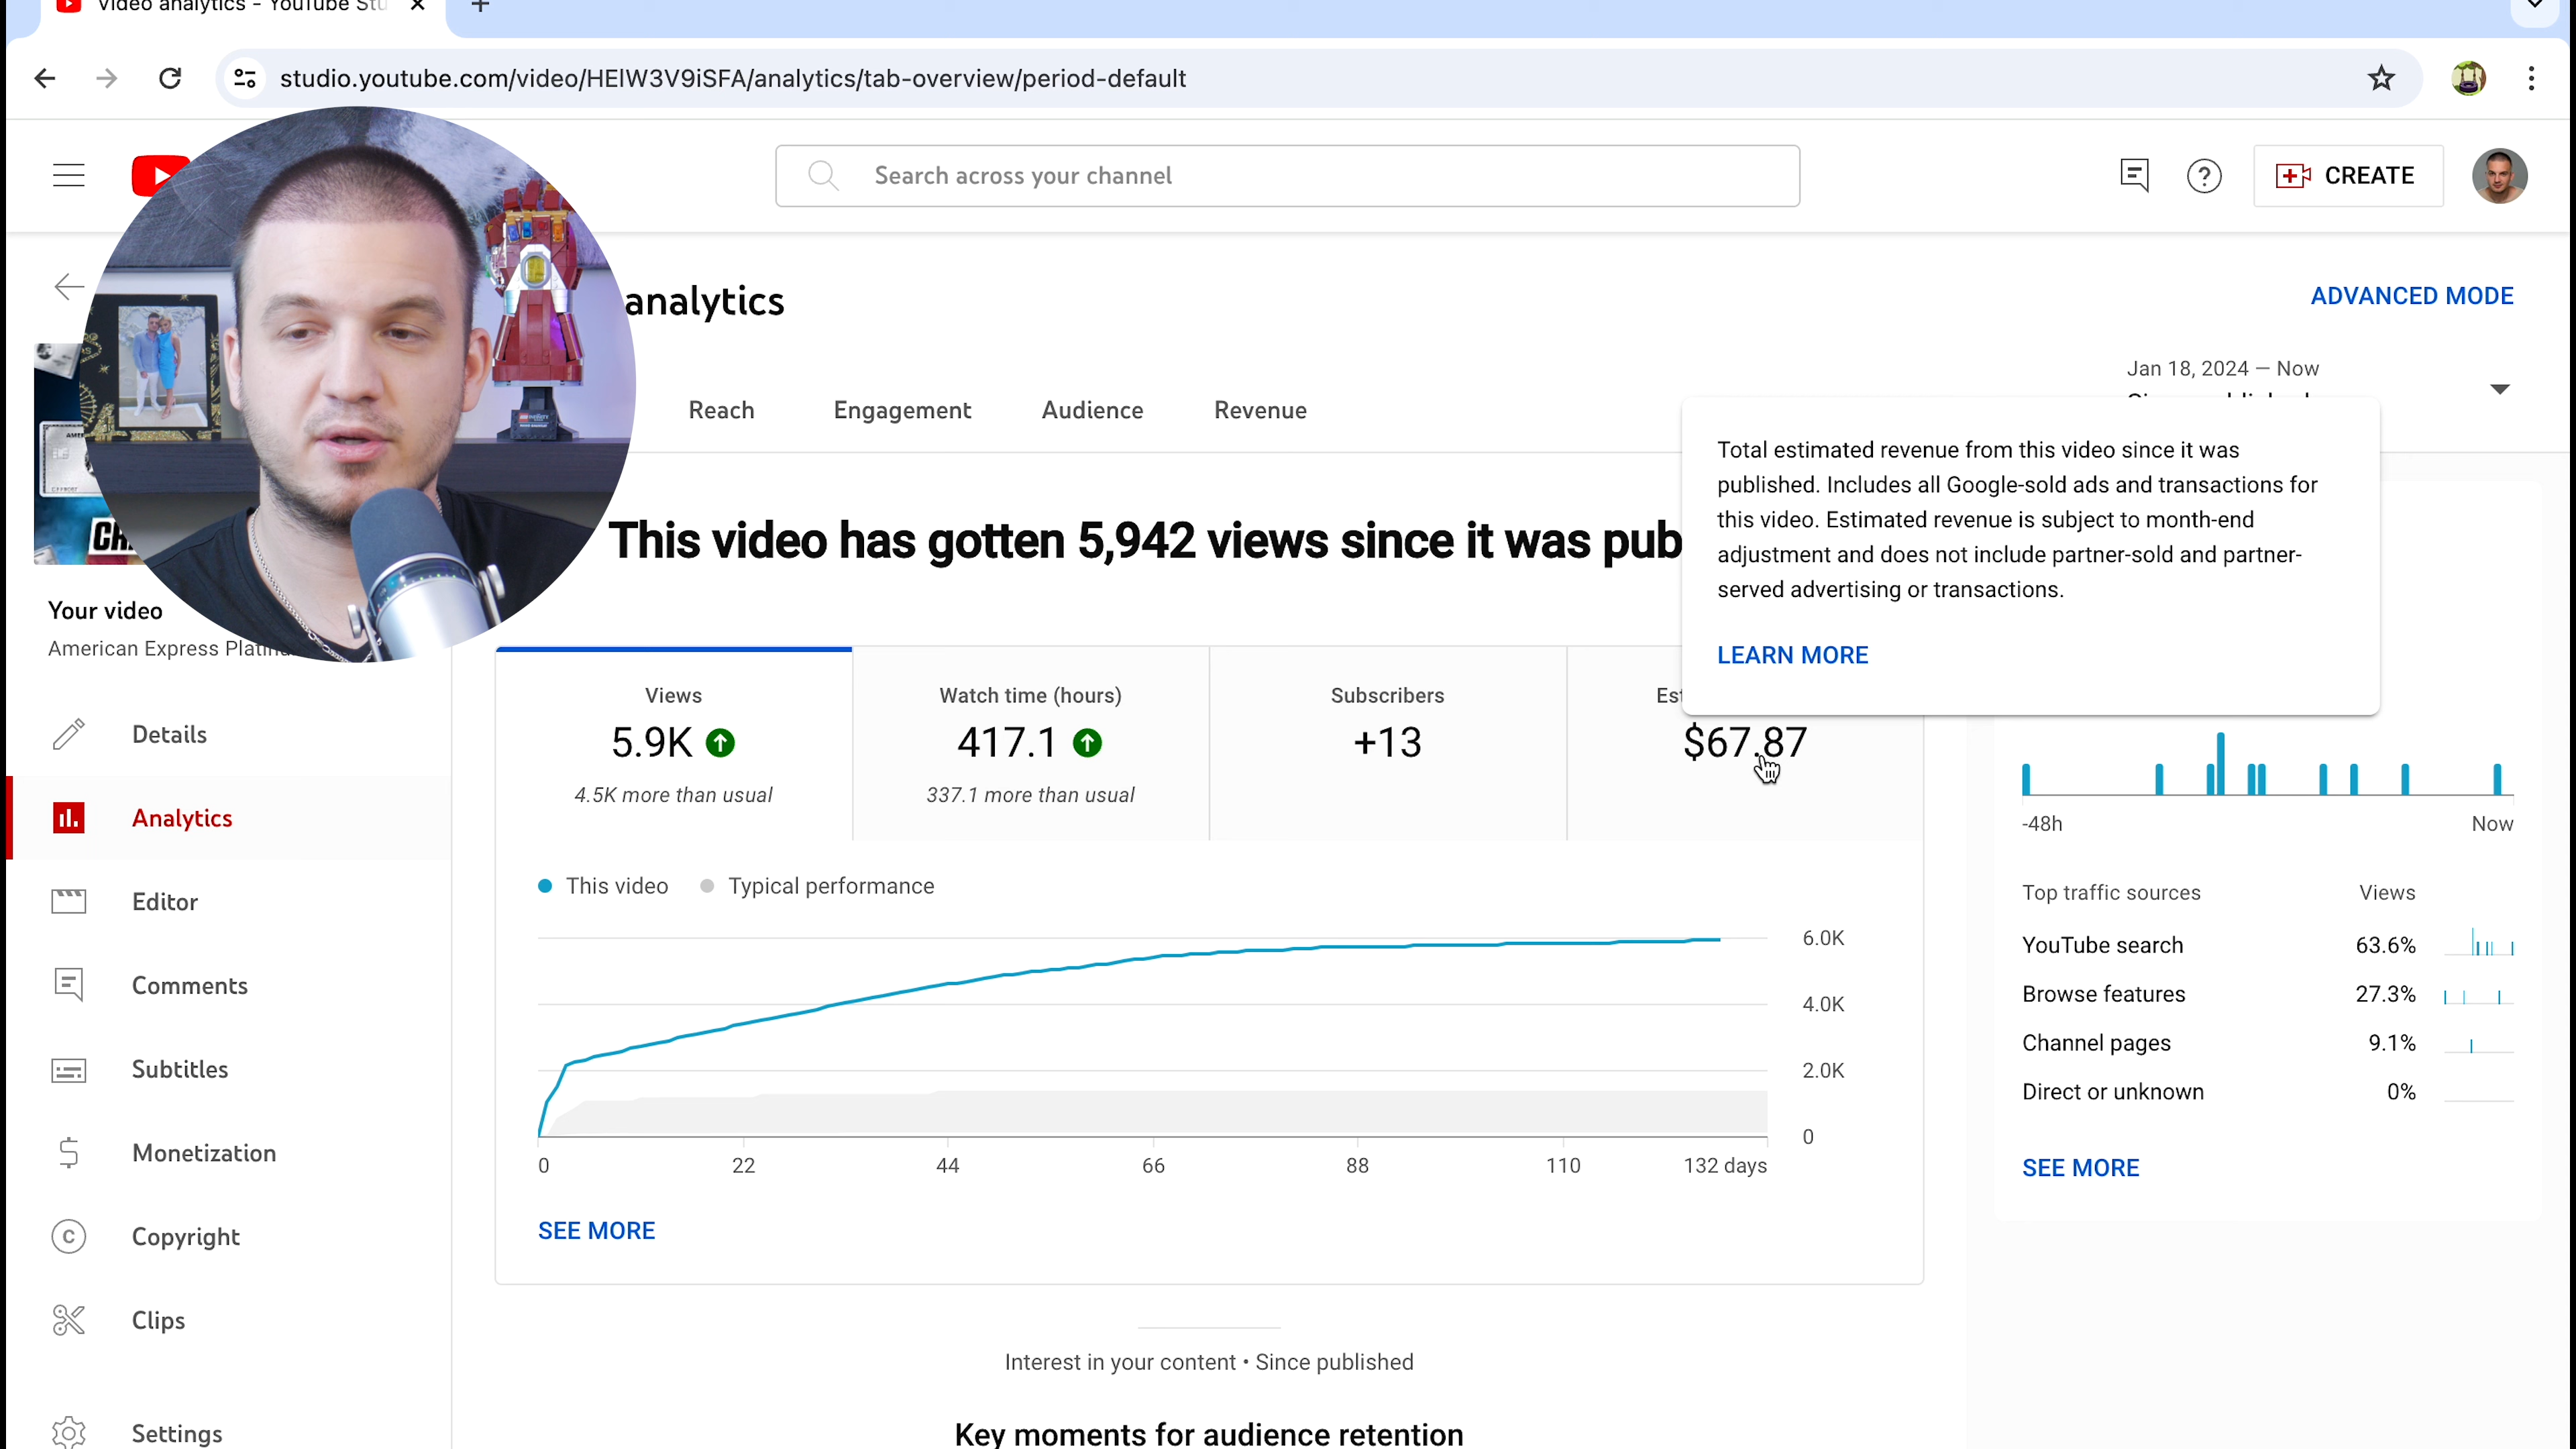 Video analytics - YouTube Stu
studio.youtube.com/video/HElW3V9iSFA/analytics/tab-overview/period-default
Search across your channel
CREATE
analytics
ADVANCED MODE
Jan 18, 2024 – Now
Reach
Engagement
Audience
Revenue
Total estimated revenue from this video since it was
published. Includes all Google-sold ads and transactions for
this video. Estimated revenue is subject to month-end
adjustment and does not include partner-sold and partner-
served advertising or transactions.
LEARN MORE
This video has gotten 5,942 views since it was pub
Your video
American Express Platin
Views
5.9K
4.5K more than usual
Watch time (hours)
417.1
337.1 more than usual
Subscribers
+13
Est
$67.87
This video
Typical performance
6.0K
4.0K
2.0K
0
0
22
44
66
88
110
132 days
SEE MORE
-48h
Now
Top traffic sources
Views
YouTube search
63.6%
Browse features
27.3%
Channel pages
9.1%
Direct or unknown
0%
SEE MORE
Details
Analytics
Editor
Comments
Subtitles
Monetization
Copyright
Clips
Settings
Interest in your content • Since published
Key moments for audience retention